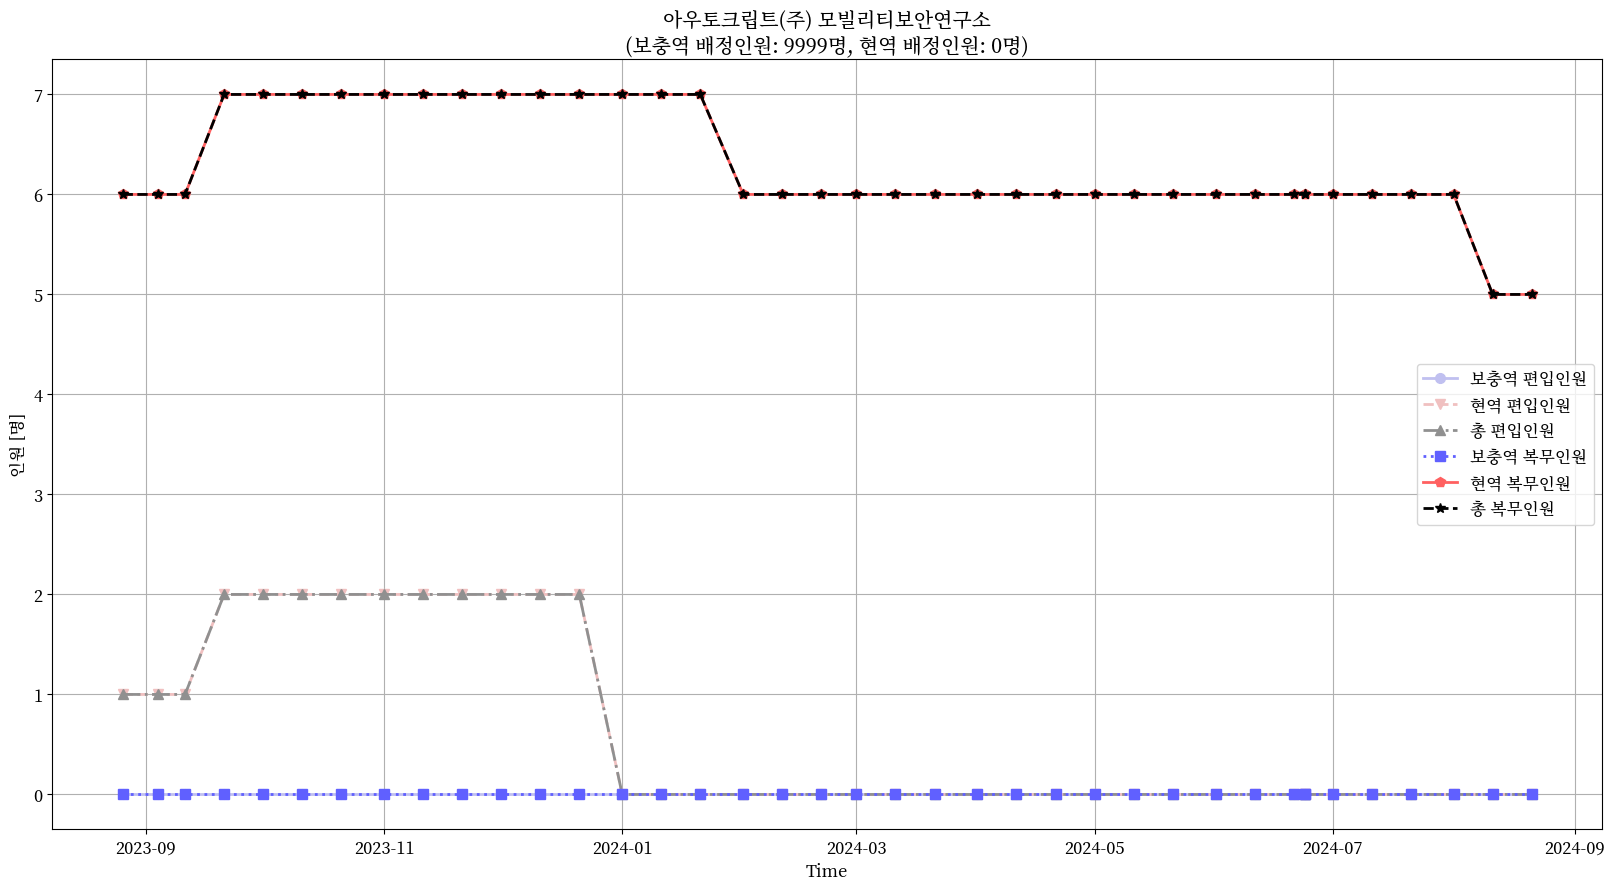 아우토크립트(주) 모빌리티보안연구소
(보충역 배정인원: 9999명, 현역 배정인원: 0명)
인원 [명]
7
6
5
4
3
2
1
0
보충역 편입인원
현역 편입인원
총 편입인원
보충역 복무인원
현역 복무인원
총 복무인원
2023-09
2023-11
2024-01
2024-03
2024-05
2024-07
2024-09
Time